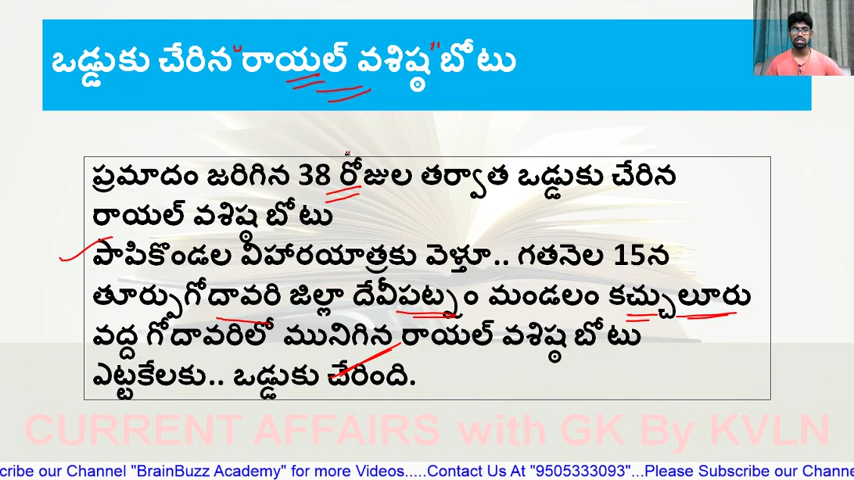 ఒడ్డుకు చేరిన "రాయల్ వశిష్ఠ" బోటు
ప్రమాదం జరిగిన 38 రోజుల తర్వాత ఒడ్డుకు చేరిన
రాయల్ వశిష్ఠ బోటు
పాపికొండల విహారయాత్రకు వెళ్తూ.. గతనెల 15న
తూర్పుగోదావరి జిల్లా దేవీపట్నం మండలం కచ్చులూరు
వద్ద గోదావరిలో మునిగిన రాయల్ వశిష్ఠ బోటు
ఎట్టకేలకు.. ఒడ్డుకు చేరింది.
CURRENT AFFAIRS with GK By KVLN
cribe our Channel "BrainBuzz Academy" for more Videos.....Contact Us At "9505333093"...Please Subscribe our Channe